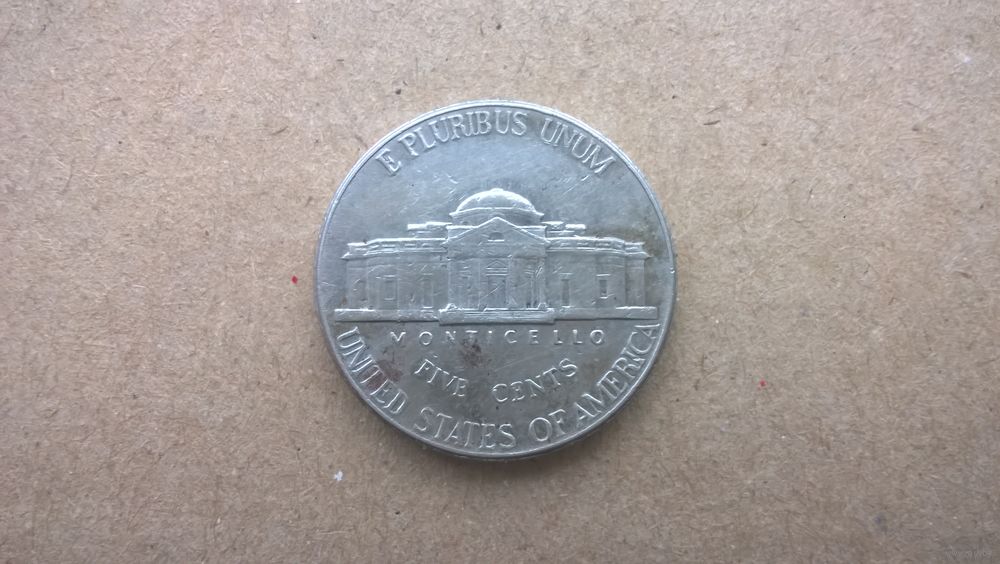 E PLURIBUS UNUM
MONTICELLO
FIVE CENTS
UNITED STATES OF AMERICA